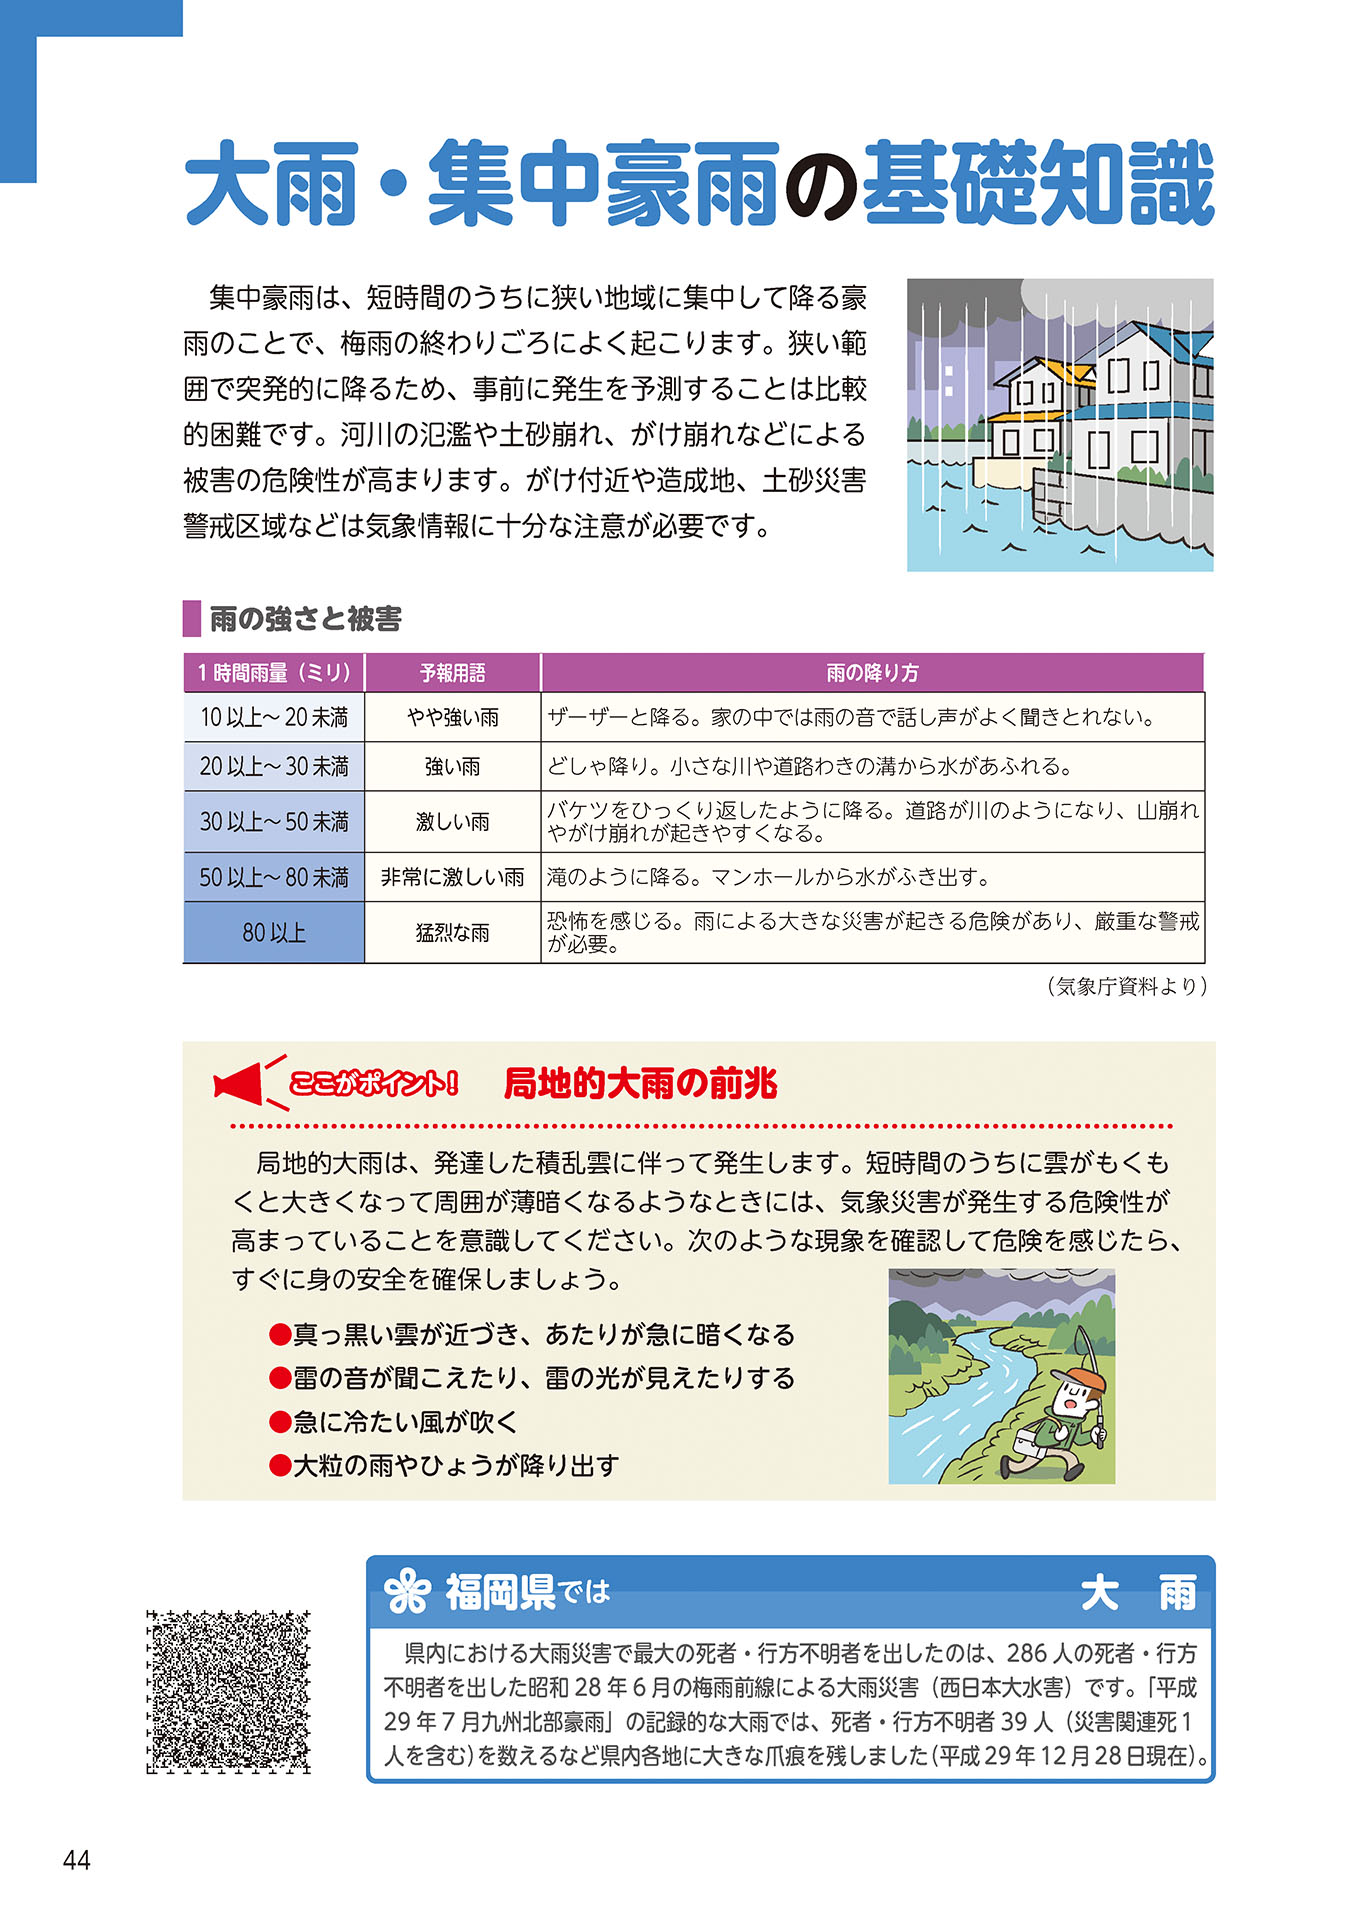 大雨・集中豪雨の基礎知識
集中豪雨は、短時間のうちに狭い地域に集中して降る豪
雨のことで、梅雨の終わりごろによく起こります。狭い範
囲で突発的に降るため、事前に発生を予測することは比較
的困難です。河川の氾濫や土砂崩れ、がけ崩れなどによる
被害の危険性が高まります。がけ付近や造成地、土砂災害
警戒区域などは気象情報に十分な注意が必要です。
雨の強さと被害
1時間雨量（ミリ） 予報用語 雨の降り方
10以上～20未満 やや強い雨 ザーザーと降る。家の中では雨の音で話し声がよく聞きとれない。
20以上～30未満 強い雨 どしゃ降り。小さな川や道路わきの溝から水があふれる。
30以上～50未満 激しい雨 バケツをひっくり返したように降る。道路が川のようになり、山崩れ
やがけ崩れが起きやすくなる。
50以上～80未満 非常に激しい雨 滝のように降る。マンホールから水がふき出す。
80以上 猛烈な雨 恐怖を感じる。雨による大きな災害が起きる危険があり、厳重な警戒
が必要。
（気象庁資料より）
ここがポイント！ 局地的大雨の前兆
局地的大雨は、発達した積乱雲に伴って発生します。短時間のうちに雲がもくも
くと大きくなって周囲が薄暗くなるようなときには、気象災害が発生する危険性が
高まっていることを意識してください。次のような現象を確認して危険を感じたら、
すぐに身の安全を確保しましょう。
●真っ黒い雲が近づき、あたりが急に暗くなる
●雷の音が聞こえたり、雷の光が見えたりする
●急に冷たい風が吹く
●大粒の雨やひょうが降り出す
福岡県では 大 雨
県内における大雨災害で最大の死者・行方不明者を出したのは、286人の死者・行方
不明者を出した昭和28年6月の梅雨前線による大雨災害（西日本大水害）です。「平成
29年7月九州北部豪雨」の記録的な大雨では、死者・行方不明者39人（災害関連死1
人を含む）を数えるなど県内各地に大きな爪痕を残しました（平成29年12月28日現在）。
44